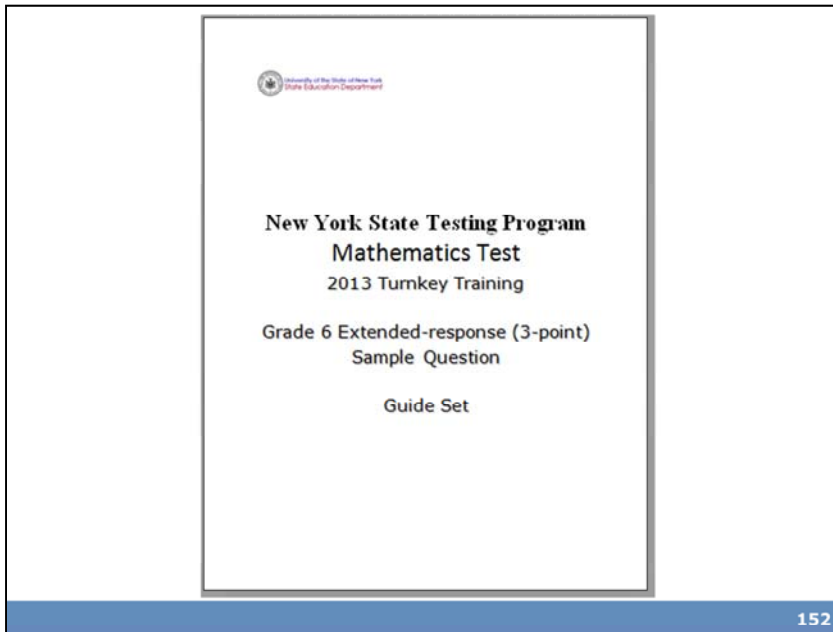 University of the State of New York
State Education Department
New York State Testing Program
Mathematics Test
2013 Turnkey Training
Grade 6 Extended-response (3-point)
Sample Question
Guide Set
152